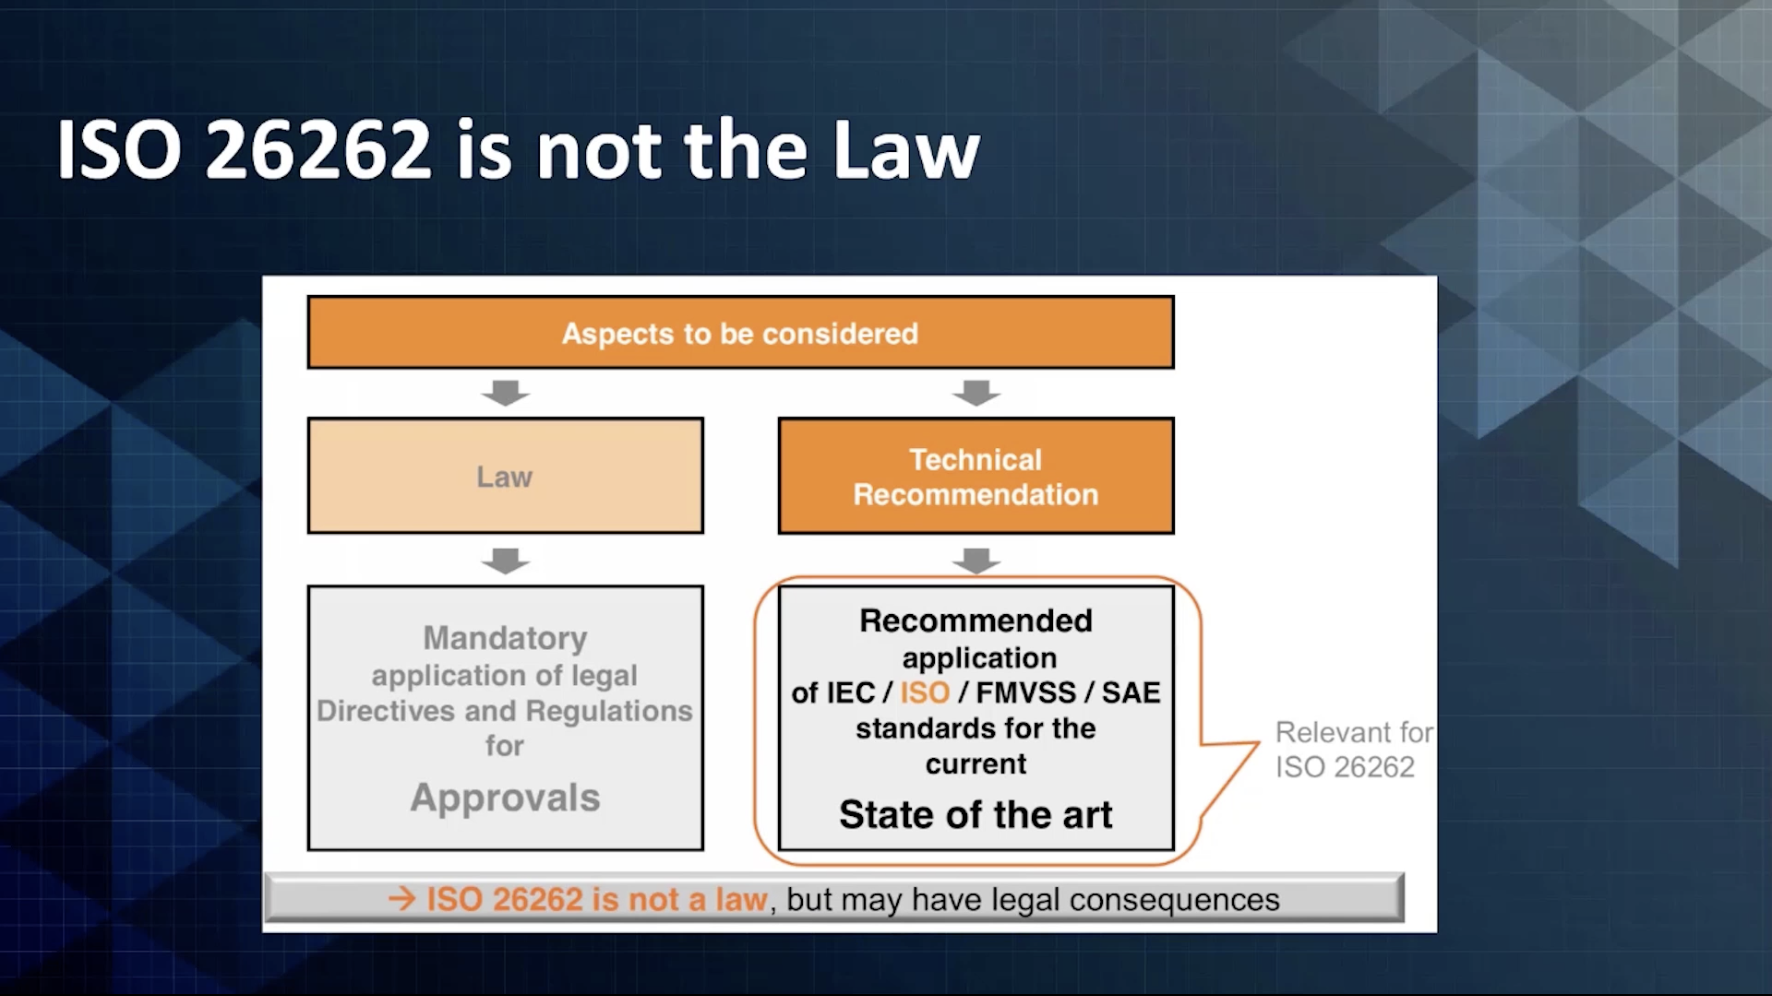 ISO 26262 is not the Law
Aspects to be considered
Law
Technical
Recommendation
Mandatory
application of legal
Directives and Regulations
for
Approvals
Recommended
application
of IEC / ISO / FMVSS / SAE
standards for the
current
State of the art
Relevant for
ISO 26262
→ ISO 26262 is not a law, but may have legal consequences